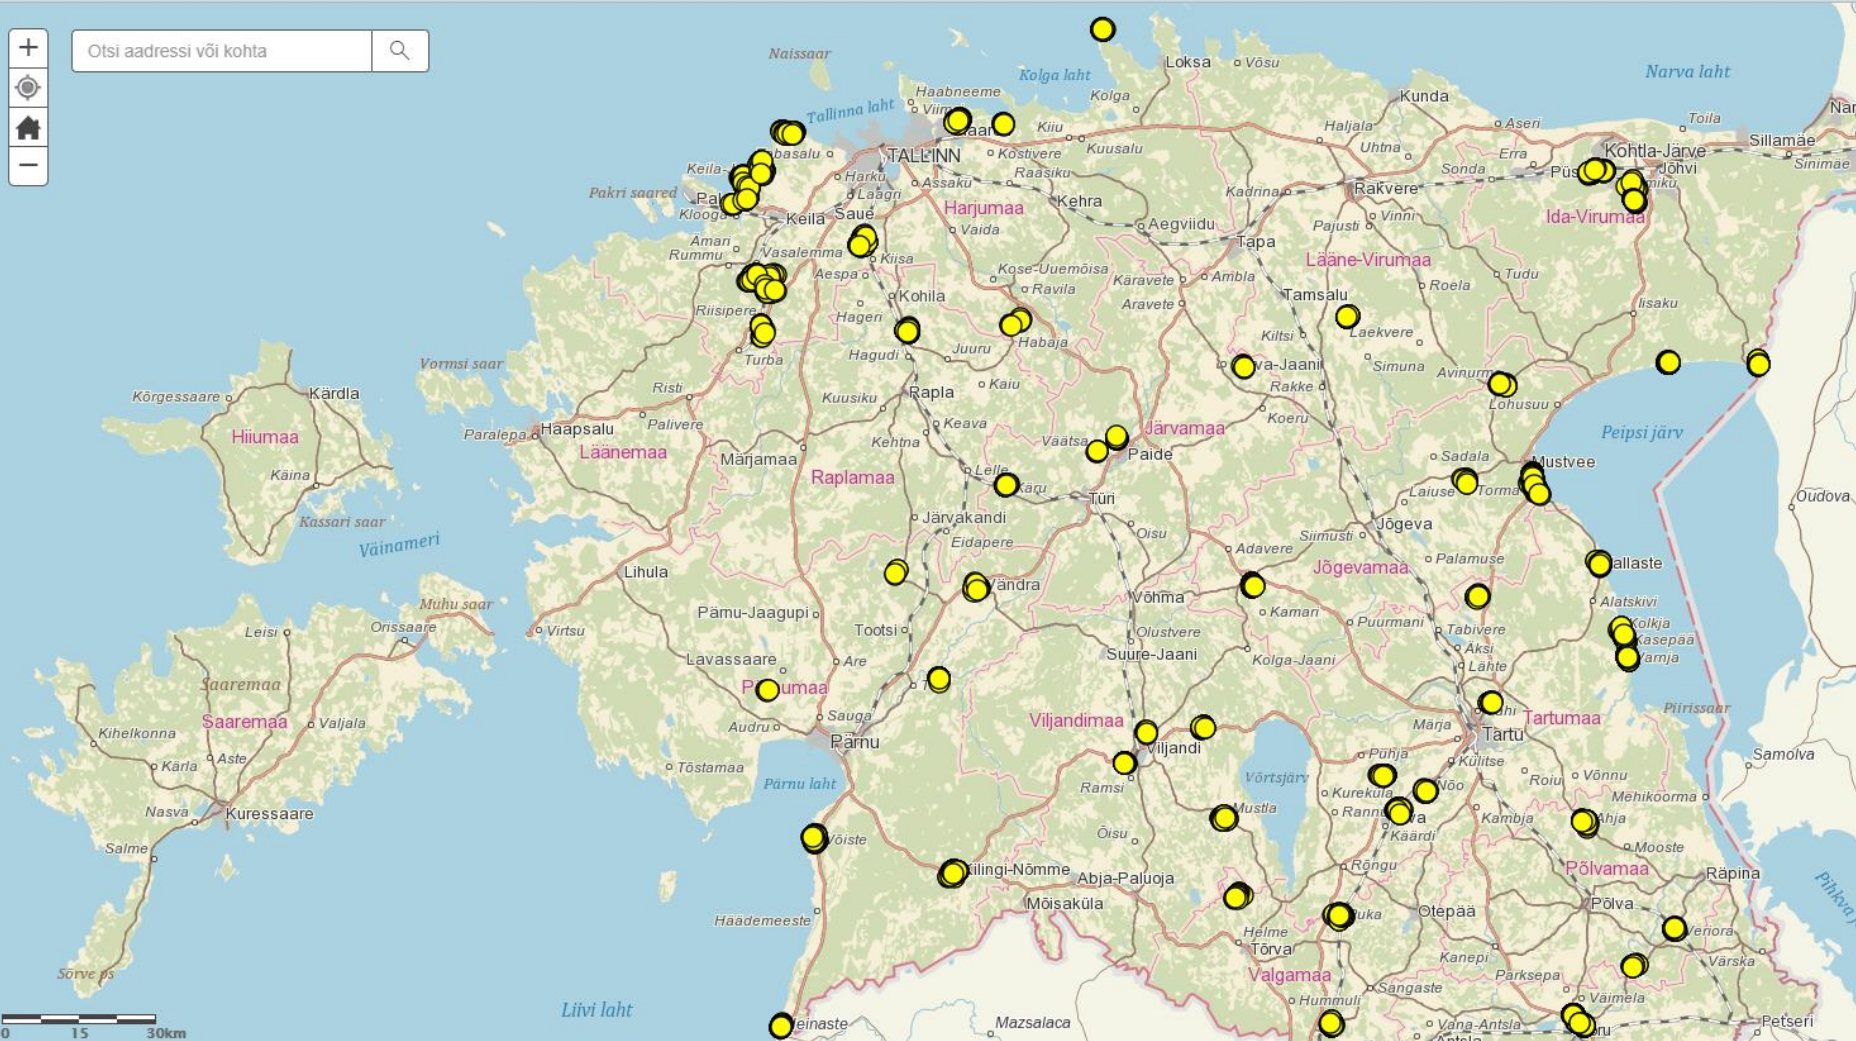 Otsi aadressi või kohta
Naissaar
Loksa
Võsu
Narva laht
Kolga laht
Haabneeme
Kolga
Kunda
Tallinna laht
Toila
Kiiu
Haljala
Aseri
Sillamäe
Kuusalu
Uhtna
Erra
Kohtla-Järve
TALLINN
Kostivere
Sinimäe
Harku
Raasiku
Sonda
Jõhvi
Pakri saared
Laagri
Assaku
Kehra
Kadrina
Rakvere
Klooga
Keila
Saue
Harjumaa
Aegviidu
Pajusti
Vinni
Ida-Virumaa
Vaida
Ämari
Rummu
Vasalemma
Kiisa
Tapa
Lääne-Virumaa
Aespa
Kose-Uuemõisa
Ravila
Käravete
Ambla
Tudu
Kohila
Aravete
Tamsalu
Roela
Iisaku
Riisipere
Hageri
Habaja
Kiltsi
Laekvere
Turba
Hagudi
Juuru
Simuna
Avinurme
Vormsi saar
Risti
Kaiu
Rakke
Kõrgessaare
Kärdla
Kuusiku
Rapla
Lohusuu
Palivere
Koeru
Paralepa
Haapsalu
Keava
Järvamaa
Peipsi järv
Hiiumaa
Läänemaa
Kehtna
Väätsa
Paide
Märjamaa
Sadala
Mustvee
Käina
Raplamaa
Lelle
Käru
Türi
Laiuse
Torma
Oudova
Kassari saar
Järvakandi
Jõgeva
Väinameri
Eidapere
Oisu
Siimusti
Adavere
Palamuse
Lihula
Jõgevamaa
Vändra
Võhma
Muhu saar
Pärnu-Jaagupi
Kamari
Alatskivi
Leisi
Orissaare
Virtsu
Tootsi
Olustvere
Puurmani
Tabivere
Kolkja
Kasepää
Aksi
Varnja
Lavassaare
Are
Suure-Jaani
Kolga-Jaani
Lähte
Saaremaa
Saaremaa
Valjala
Audru
Sauga
Viljandimaa
Märja
Tartumaa
Piirissaar
Kihelkonna
Pärnu
Viljandi
Tartu
Aste
Kärla
Tõstamaa
Pärnu laht
Võrtsjärv
Puhja
Külitse
Samolva
Ramsi
Roiu
Võnnu
Kurekula
Nõo
Mehikoorma
Nasva
Kuressaare
Mustla
Rannu
Kambja
Ahja
Salme
Võiste
Õisu
Käärdi
Mooste
Kilingi-Nõmme
Abja-Paluoja
Rõngu
Põlvamaa
Räpina
Mõisaküla
Puka
Otepää
Põlva
Häädemeeste
Helme
Tõrva
Veriora
Kanepi
Värska
Sõrve ps
Valgamaa
Parksepa
Sangaste
Liivi laht
Hummuli
Väimela
Mazsalaca
Vana-Antsla
Petseri
0 15 30km